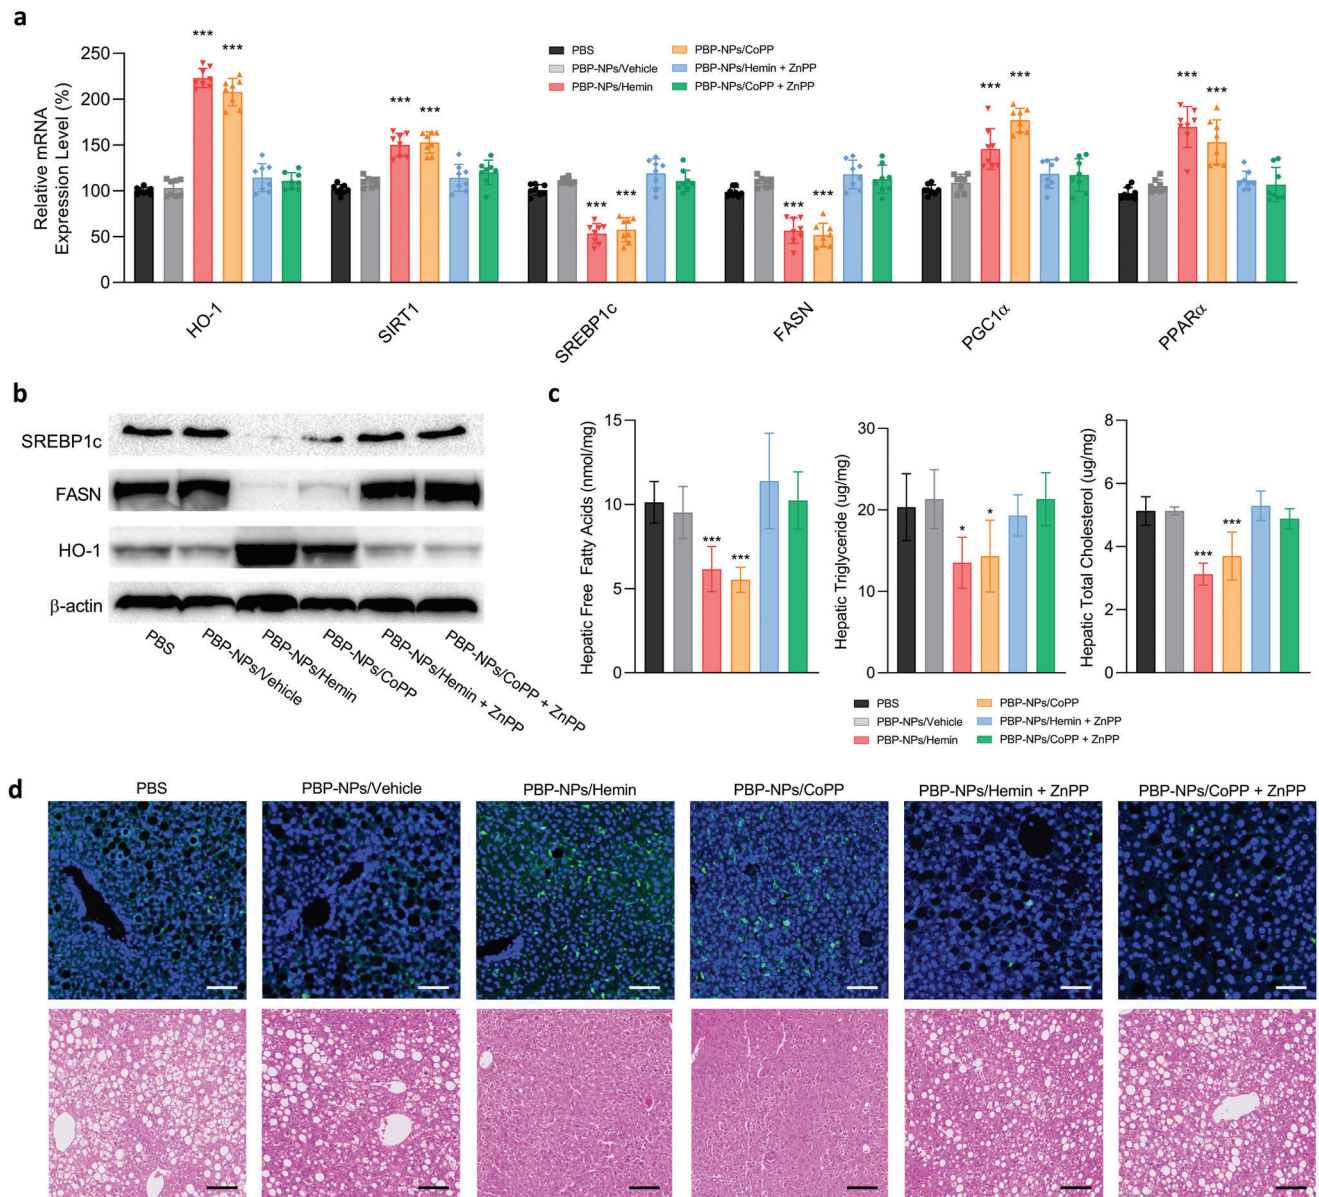 a
Relative mRNA
Expression Level (%)
250
200
150
100
50
0
PBS
PBP-NPs/Vehicle
PBP-NPs/Hemin
PBP-NPs/CoPP
PBP-NPs/Hemin + ZnPP
PBP-NPs/CoPP + ZnPP
*** ***
*** ***
*** ***
*** ***
*** ***
*** ***
HO-1
SIRT1
SREBP1c
FASN
PGC1α
PPARα
b
SREBP1c
FASN
HO-1
β-actin
PBS
PBP-NPs/Vehicle
PBP-NPs/Hemin
PBP-NPs/CoPP
PBP-NPs/Hemin + ZnPP
PBP-NPs/CoPP + ZnPP
c
Hepatic Free Fatty Acids (nmol/mg)
15
10
5
0
*** ***
Hepatic Triglyceride (ug/mg)
30
20
10
0
* *
Hepatic Total Cholesterol (ug/mg)
8
6
4
2
0
*** ***
PBS
PBP-NPs/Vehicle
PBP-NPs/Hemin
PBP-NPs/CoPP
PBP-NPs/Hemin + ZnPP
PBP-NPs/CoPP + ZnPP
d
PBS
PBP-NPs/Vehicle
PBP-NPs/Hemin
PBP-NPs/CoPP
PBP-NPs/Hemin + ZnPP
PBP-NPs/CoPP + ZnPP